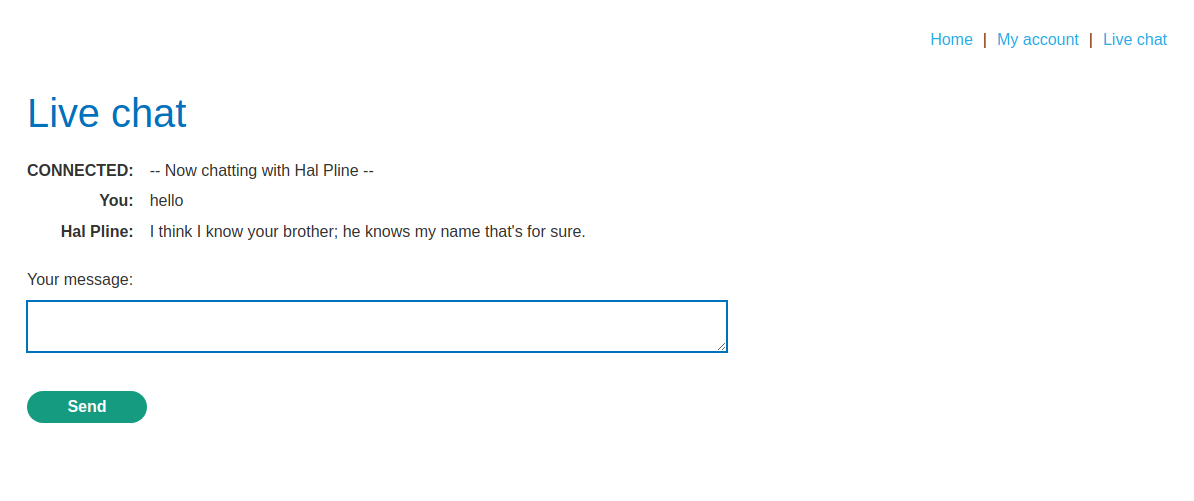 Home | My account | Live chat
Live chat
CONNECTED: -- Now chatting with Hal Pline --
You: hello
Hal Pline: I think I know your brother; he knows my name that's for sure.
Your message:
Send